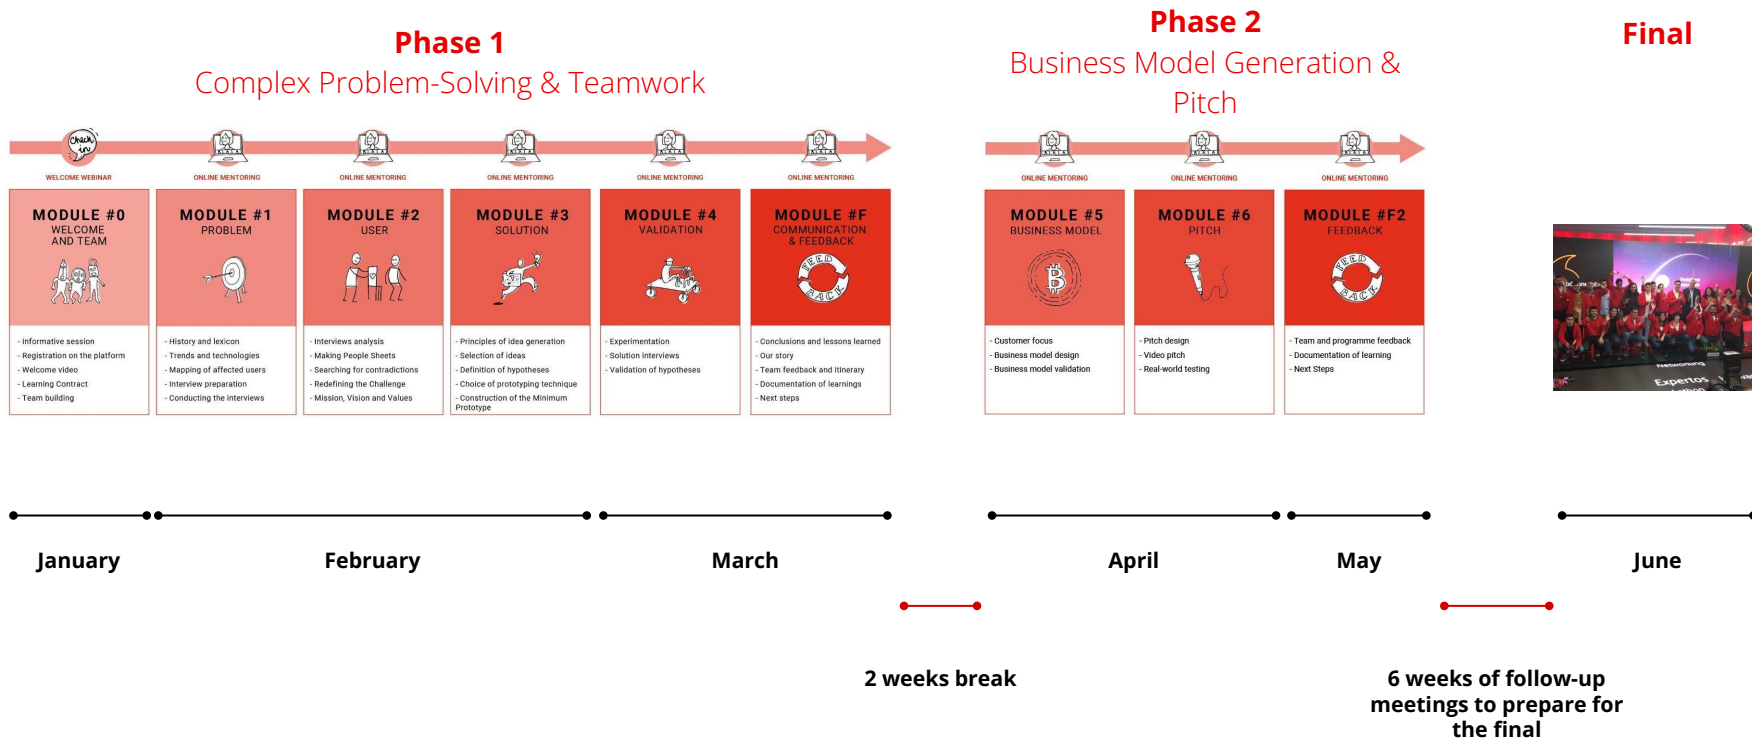 Phase 1
Complex Problem-Solving & Teamwork
Check
in
WELCOME WEBINAR
ONLINE MENTORING
ONLINE MENTORING
ONLINE MENTORING
ONLINE MENTORING
ONLINE MENTORING
MODULE #0
WELCOME
AND TEAM
- Informative session
- Registration on the platform
- Welcome video
- Learning Contract
- Team building
MODULE #1
PROBLEM
- History and lexicon
- Trends and technologies
- Mapping of affected users
- Interview preparation
- Conducting the interviews
MODULE #2
USER
- Interviews analysis
- Making People Sheets
- Searching for contradictions
- Redefining the Challenge
- Mission, Vision and Values
MODULE #3
SOLUTION
- Principles of idea generation
- Selection of ideas
- Definition of hypotheses
- Choice of prototyping technique
- Construction of the Minimum
Prototype
MODULE #4
VALIDATION
- Experimentation
- Solution interviews
- Validation of hypotheses
MODULE #F
COMMUNICATION
& FEEDBACK
FEED
BACK
- Conclusions and lessons learned
- Our story
- Team feedback and itinerary
- Documentation of learnings
- Next steps
Phase 2
Business Model Generation &
Pitch
ONLINE MENTORING
ONLINE MENTORING
ONLINE MENTORING
MODULE #5
BUSINESS MODEL
- Customer focus
- Business model design
- Business model validation
MODULE #6
PITCH
- Pitch design
- Video pitch
- Real-world testing
MODULE #F2
FEEDBACK
FEED
BACK
- Team and programme feedback
- Documentation of learning
- Next Steps
Final
Networking
Expertos
January
February
March
April
May
June
2 weeks break
6 weeks of follow-up
meetings to prepare for
the final